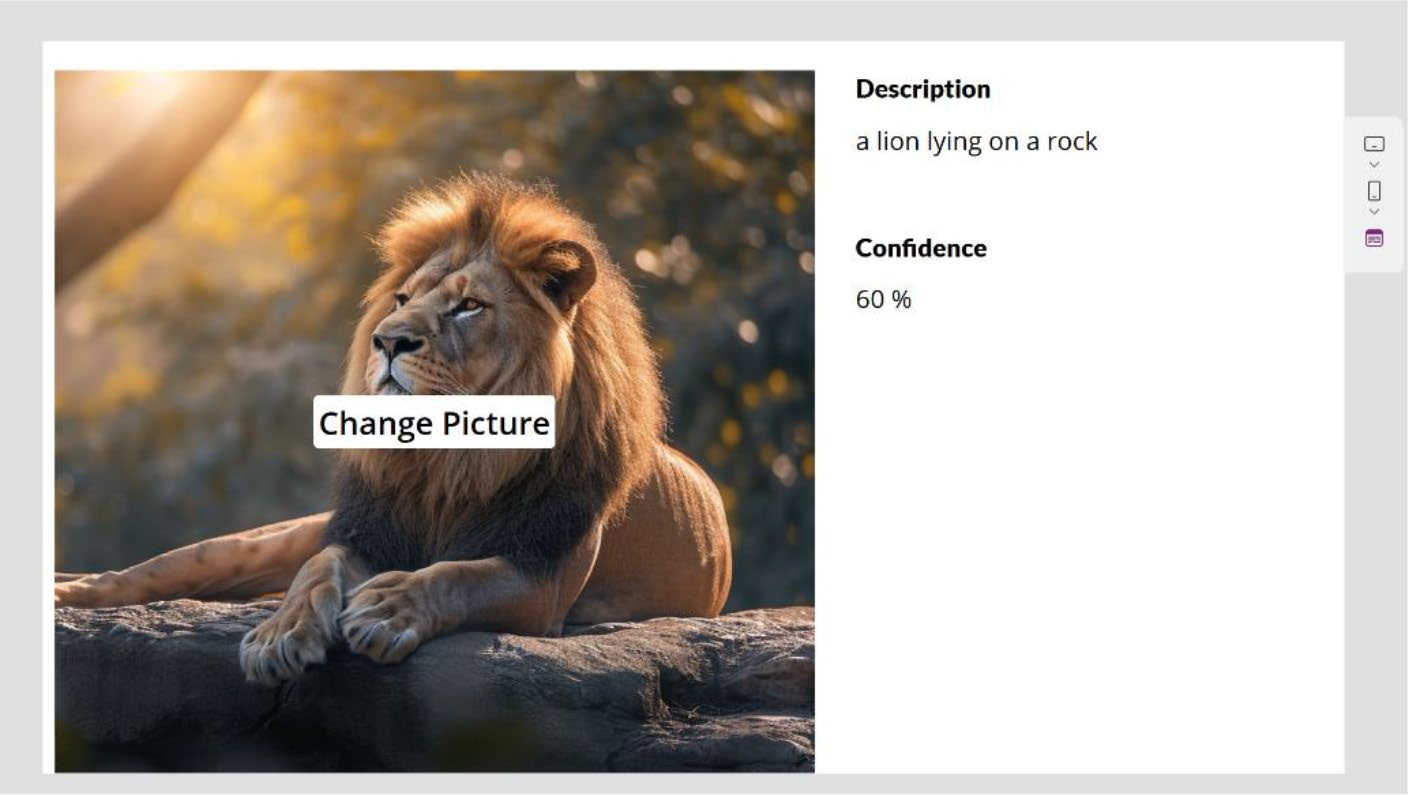 Change Picture
Description
a lion lying on a rock
Confidence
60 %